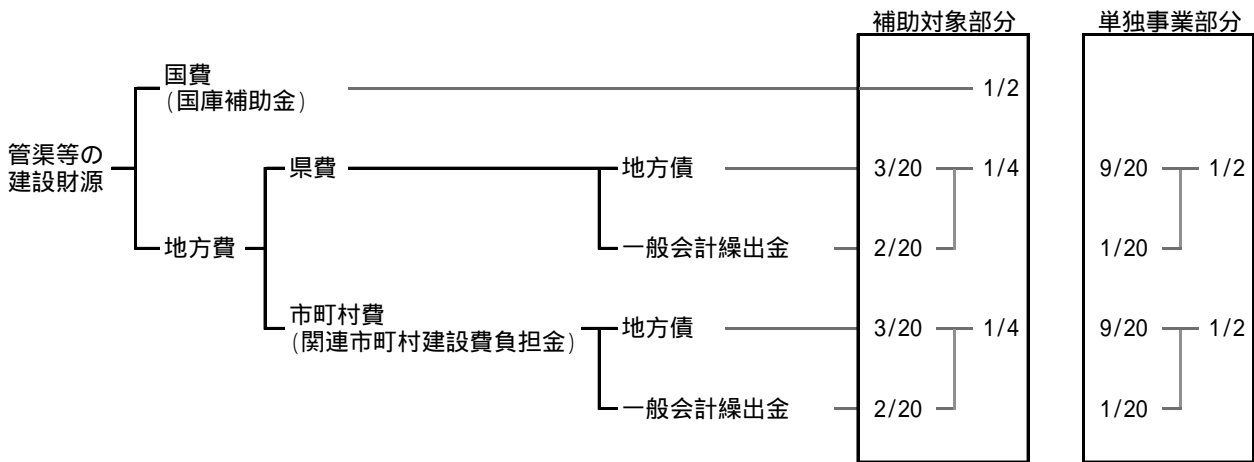 補助対象部分
単独事業部分
国費
(国庫補助金)
1/2
管渠等の
建設財源
県費
地方債
3/20
1/4
9/20
1/2
地方費
一般会計繰出金
2/20
1/20
市町村費
(関連市町村建設費負担金)
地方債
3/20
1/4
9/20
1/2
一般会計繰出金
2/20
1/20